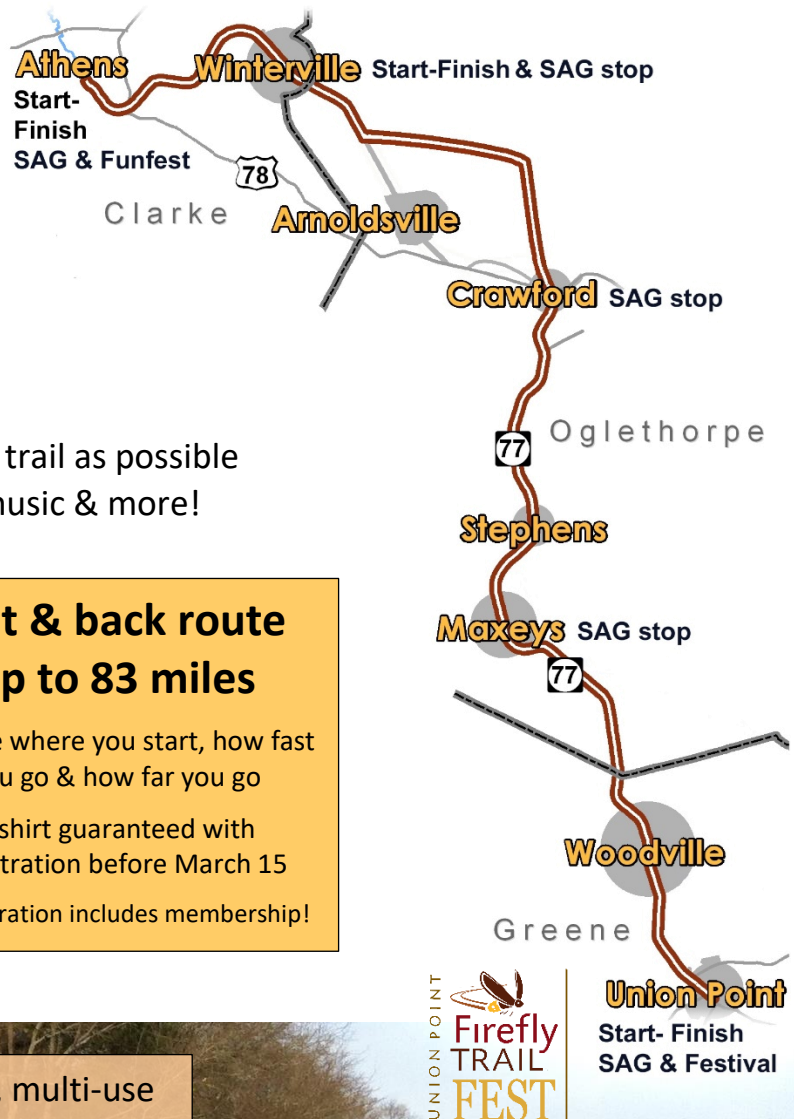 Athens
Start-
Finish
SAG & Funfest
Winterville Start-Finish & SAG stop
78
Clarke
Arnoldsville
Crawford SAG stop
Oglethorpe
77
trail as possible
music & more!
Stephens
Maxeys SAG stop
77
& back route
to 83 miles
where you start, how fast
go & how far you go
shirt guaranteed with
before March 15
includes membership!
Woodville
Greene
Union Point
Start- Finish
SAG & Festival
UNION POINT
Firefly
TRAIL
FEST
multi-use